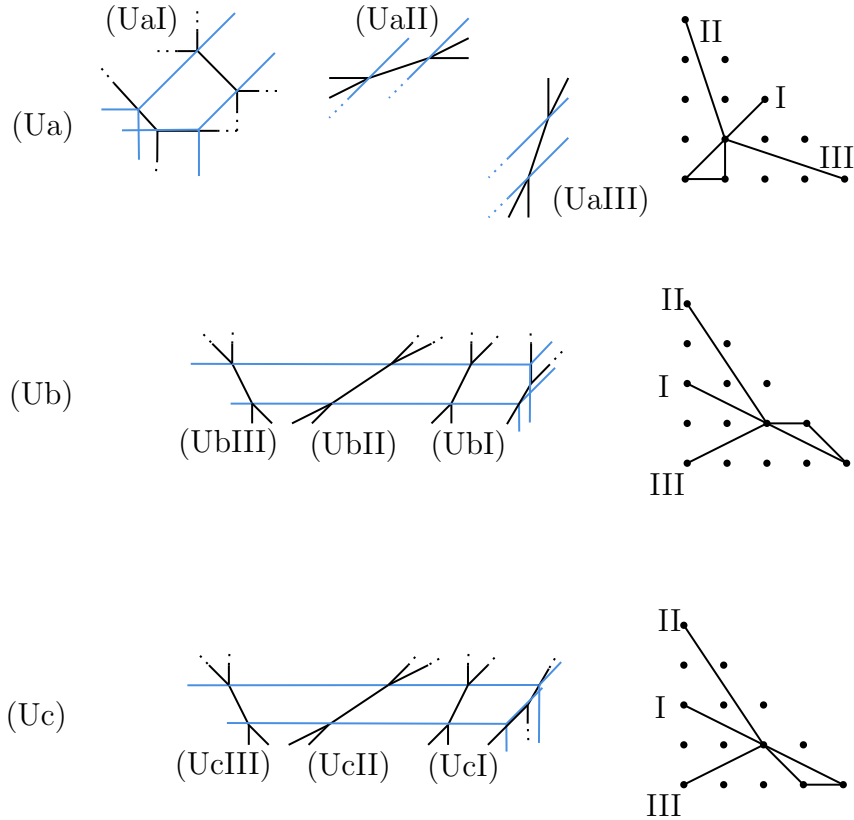 (UaI)
(UaII)
II
I
(Ua)
III
(UaIII)
II
(Ub)
I
(UbIII)
(UbII)
(UbI)
III
II
(Uc)
I
(UcIII)
(UcII)
(UcI)
III